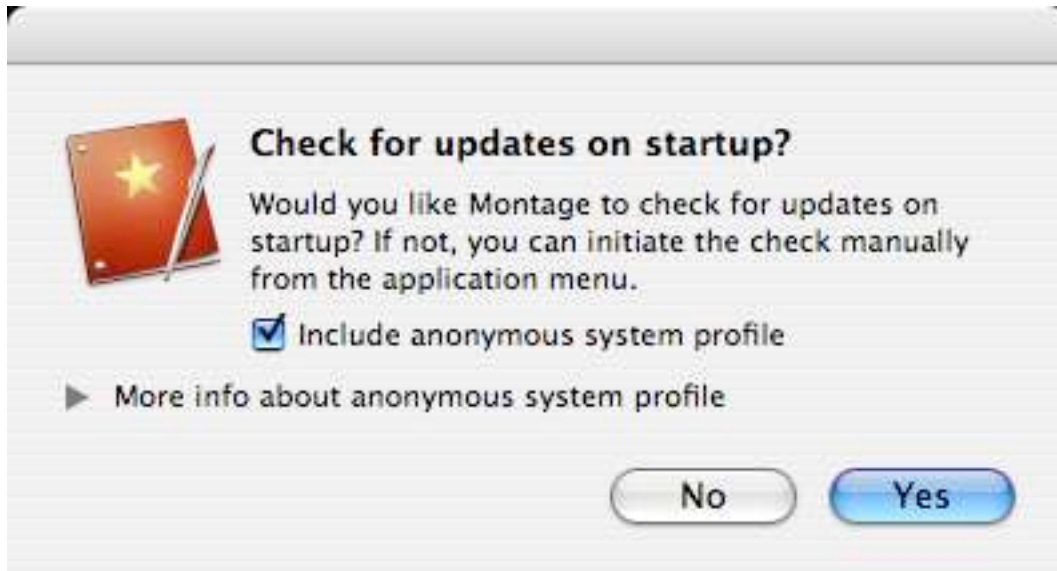 Check for updates on startup?
Would you like Montage to check for updates on
startup? If not, you can initiate the check manually
from the application menu.
Include anonymous system profile
More info about anonymous system profile
No
Yes